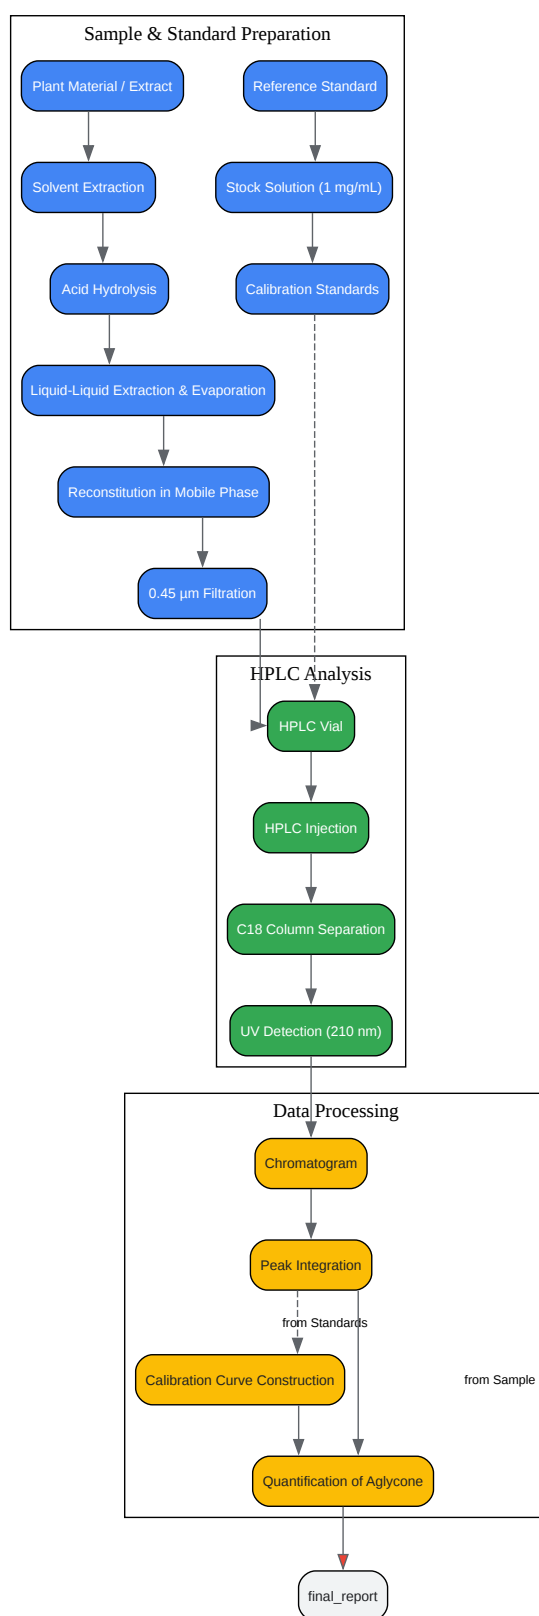 Sample & Standard Preparation
Plant Material / Extract
Reference Standard
Solvent Extraction
Stock Solution (1 mg/mL)
Acid Hydrolysis
Calibration Standards
Liquid-Liquid Extraction & Evaporation
Reconstitution in Mobile Phase
0.45 µm Filtration
HPLC Analysis
HPLC Vial
HPLC Injection
C18 Column Separation
UV Detection (210 nm)
Data Processing
Chromatogram
Peak Integration
from Standards
Calibration Curve Construction
from Sample
Quantification of Aglycone
final_report